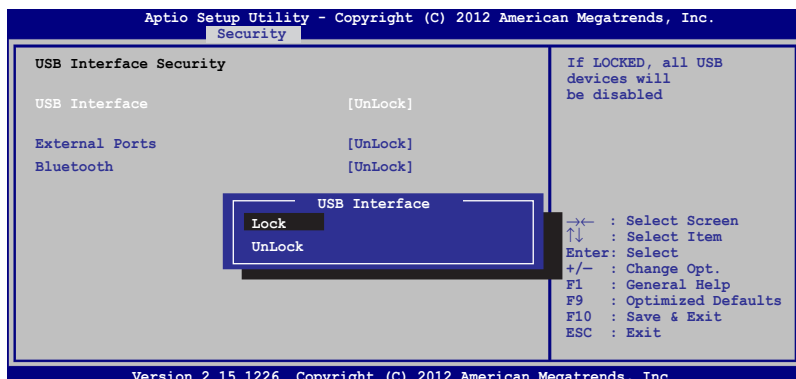 Aptio Setup Utility - Copyright (C) 2012 American Megatrends, Inc.
Security
USB Interface Security
USB Interface [UnLock]
External Ports [UnLock]
Bluetooth [UnLock]
USB Interface
Lock
UnLock
If LOCKED, all USB
devices will
be disabled
→← : Select Screen
↑↓ : Select Item
Enter: Select
+/— : Change Opt.
F1 : General Help
F9 : Optimized Defaults
F10 : Save & Exit
ESC : Exit
Version 2.15.1226. Copyright (C) 2012 American Megatrends, Inc.